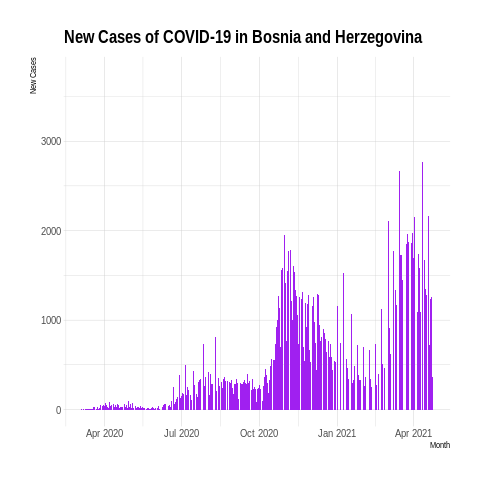 New Cases of COVID-19 in Bosnia and Herzegovina
New Cases
3000
2000
1000
0
Apr 2020 Jul 2020 Oct 2020 Jan 2021 Apr 2021
Month